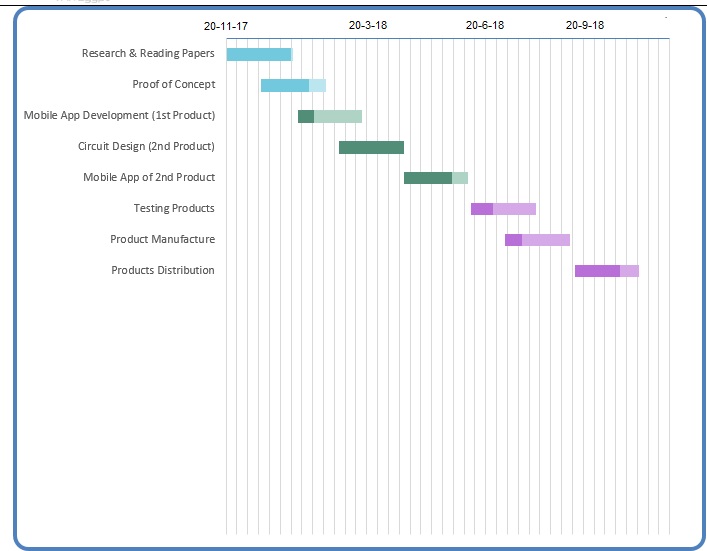 20-11-17 20-3-18 20-6-18 20-9-18
Research & Reading Papers
Proof of Concept
Mobile App Development (1st Product)
Circuit Design (2nd Product)
Mobile App of 2nd Product
Testing Products
Product Manufacture
Products Distribution